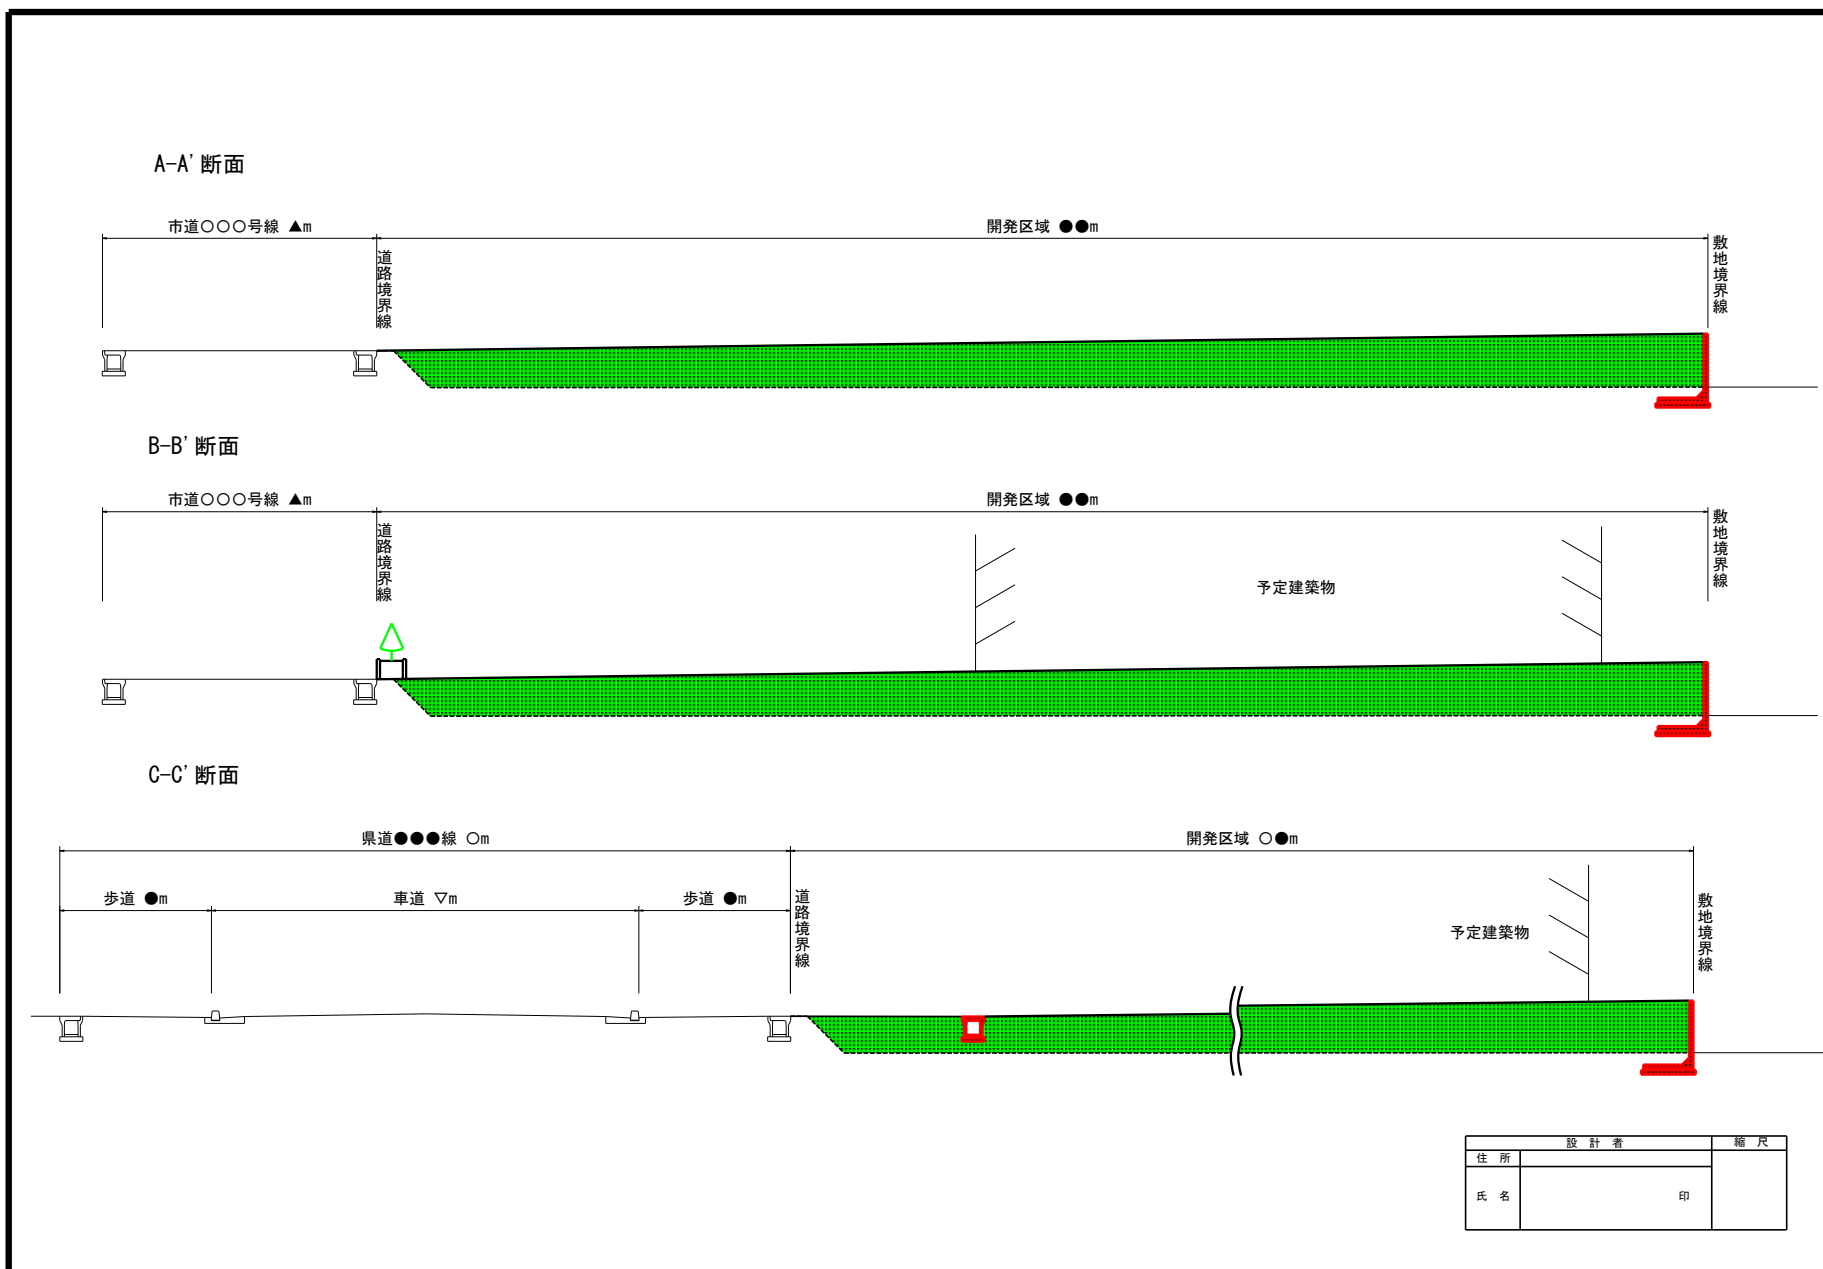 A-A'断面
市道○○○号線 ▲m
開発区域 ●●m
道路境界線
敷地境界線
B-B'断面
市道○○○号線 ▲m
開発区域 ●●m
道路境界線
敷地境界線
予定建築物
C-C'断面
県道●●●線 ○m
開発区域 ○●m
歩道 ●m
車道 ▽m
歩道 ●m
道路境界線
敷地境界線
予定建築物
設 計 者
縮 尺
住 所
氏 名
印